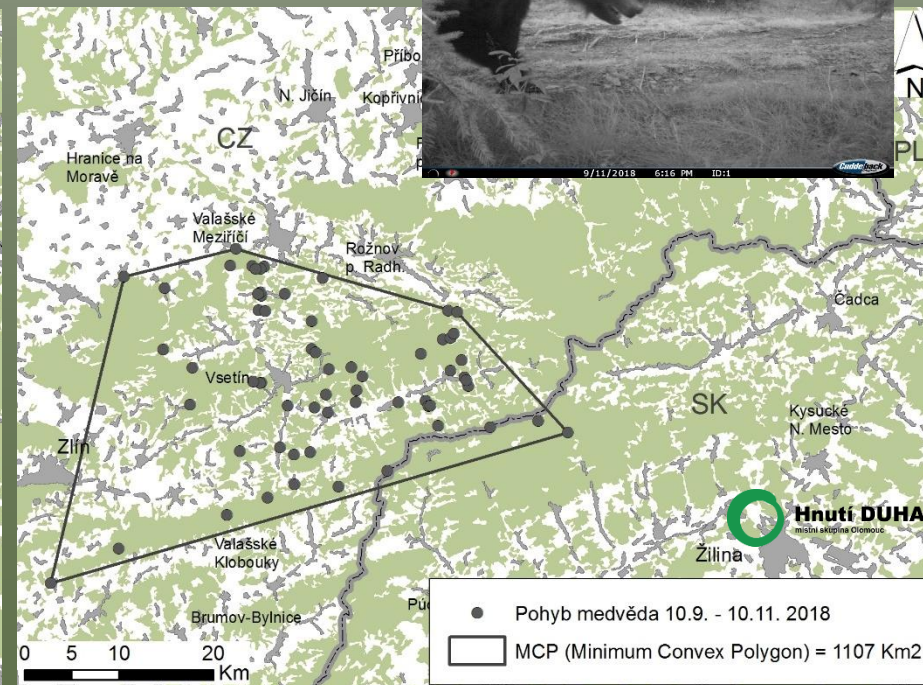 Příbo
N. Jičín
Kopřivni
CZ
Hranice na
Moravě
N
PL
9/11/2018 6:16 PM ID:1
Cuddeback
Valašské
Meziříčí
Rožnov
p. Radh.
Čadca
Vsetín
SK
Kysucké
N. Mesto
Zlín
Hnutí DUHA
místní skupina Olomouc
Žilina
Valašské
Klobouky
Brumov-Bylnice
Púc
Pohyb medvěda 10.9. - 10.11. 2018
MCP (Minimum Convex Polygon) = 1107 Km2
0 5 10 20
Km